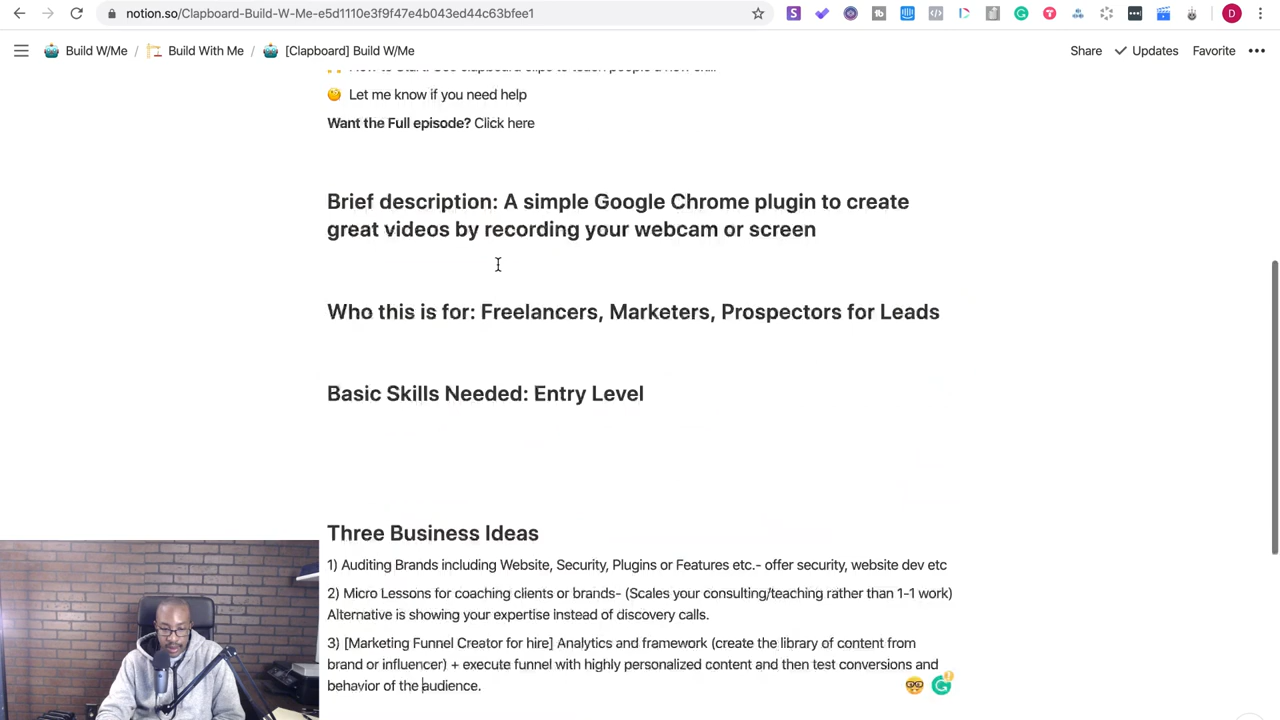 notion.so/Clapboard-Build-W-Me-e5d1110e3f9f47e4b043ed44c63bfee1
D
Build W/Me / Build With Me / [Clapboard] Build W/Me
Share Updates Favorite
Let me know if you need help
Want the Full episode? Click here
Brief description: A simple Google Chrome plugin to create
great videos by recording your webcam or screen
Who this is for: Freelancers, Marketers, Prospectors for Leads
Basic Skills Needed: Entry Level
Three Business Ideas
1) Auditing Brands including Website, Security, Plugins or Features etc.- offer security, website dev etc
2) Micro Lessons for coaching clients or brands- (Scales your consulting/teaching rather than 1-1 work)
Alternative is showing your expertise instead of discovery calls.
3) [Marketing Funnel Creator for hire] Analytics and framework (create the library of content from
brand or influencer) + execute funnel with highly personalized content and then test conversions and
behavior of the audience.